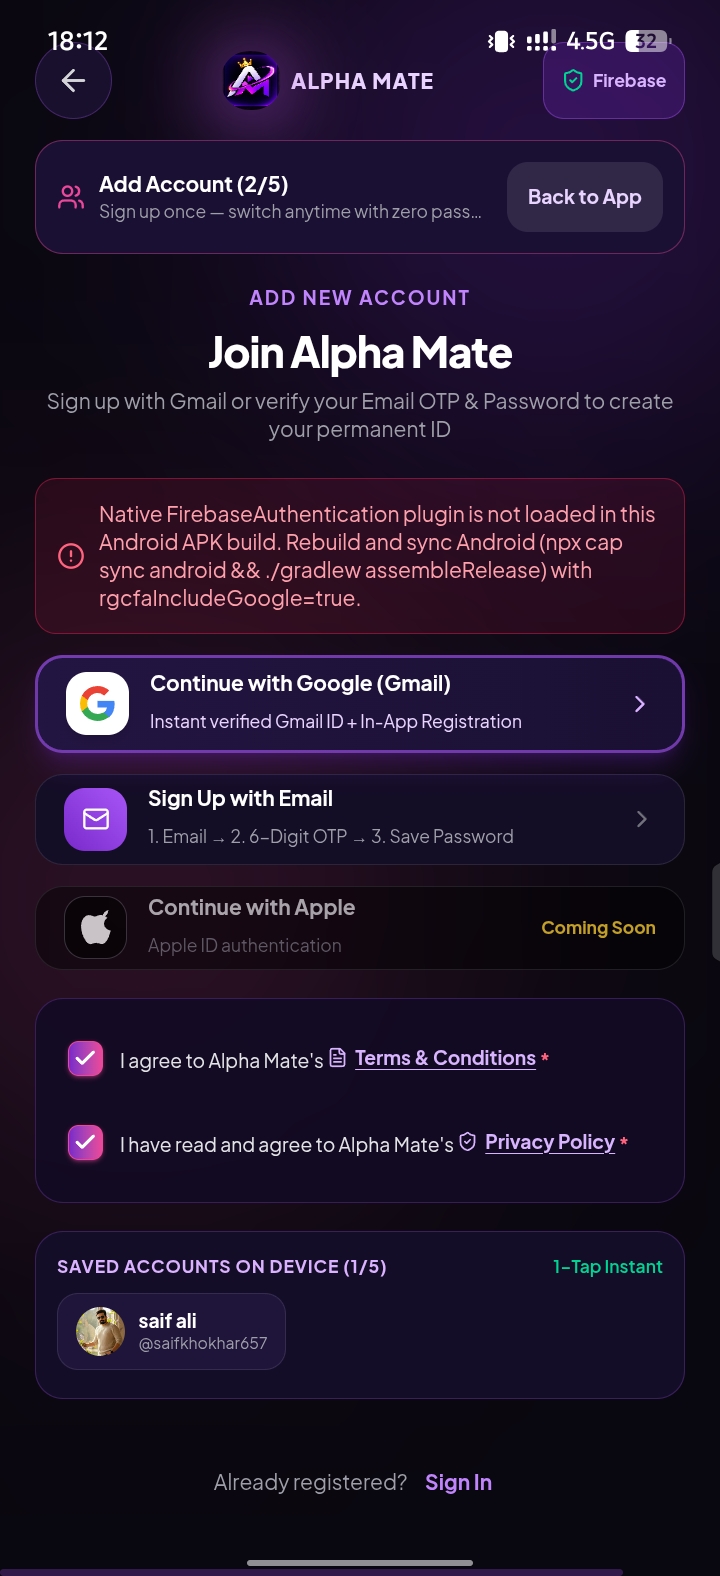 18:12
4.5G
32
ALPHA MATE
Firebase
Add Account (2/5)
Sign up once — switch anytime with zero pass...
Back to App
ADD NEW ACCOUNT
Join Alpha Mate
Sign up with Gmail or verify your Email OTP & Password to create
your permanent ID
Native FirebaseAuthentication plugin is not loaded in this
Android APK build. Rebuild and sync Android (npx cap
sync android && ./gradlew assembleRelease) with
rgcfaIncludeGoogle=true.
Continue with Google (Gmail)
Instant verified Gmail ID + In-App Registration
Sign Up with Email
1. Email → 2. 6-Digit OTP → 3. Save Password
Continue with Apple
Apple ID authentication
Coming Soon
I agree to Alpha Mate's Terms & Conditions *
I have read and agree to Alpha Mate's Privacy Policy *
SAVED ACCOUNTS ON DEVICE (1/5)
1-Tap Instant
saif ali
@saifkhokhar657
Already registered? Sign In